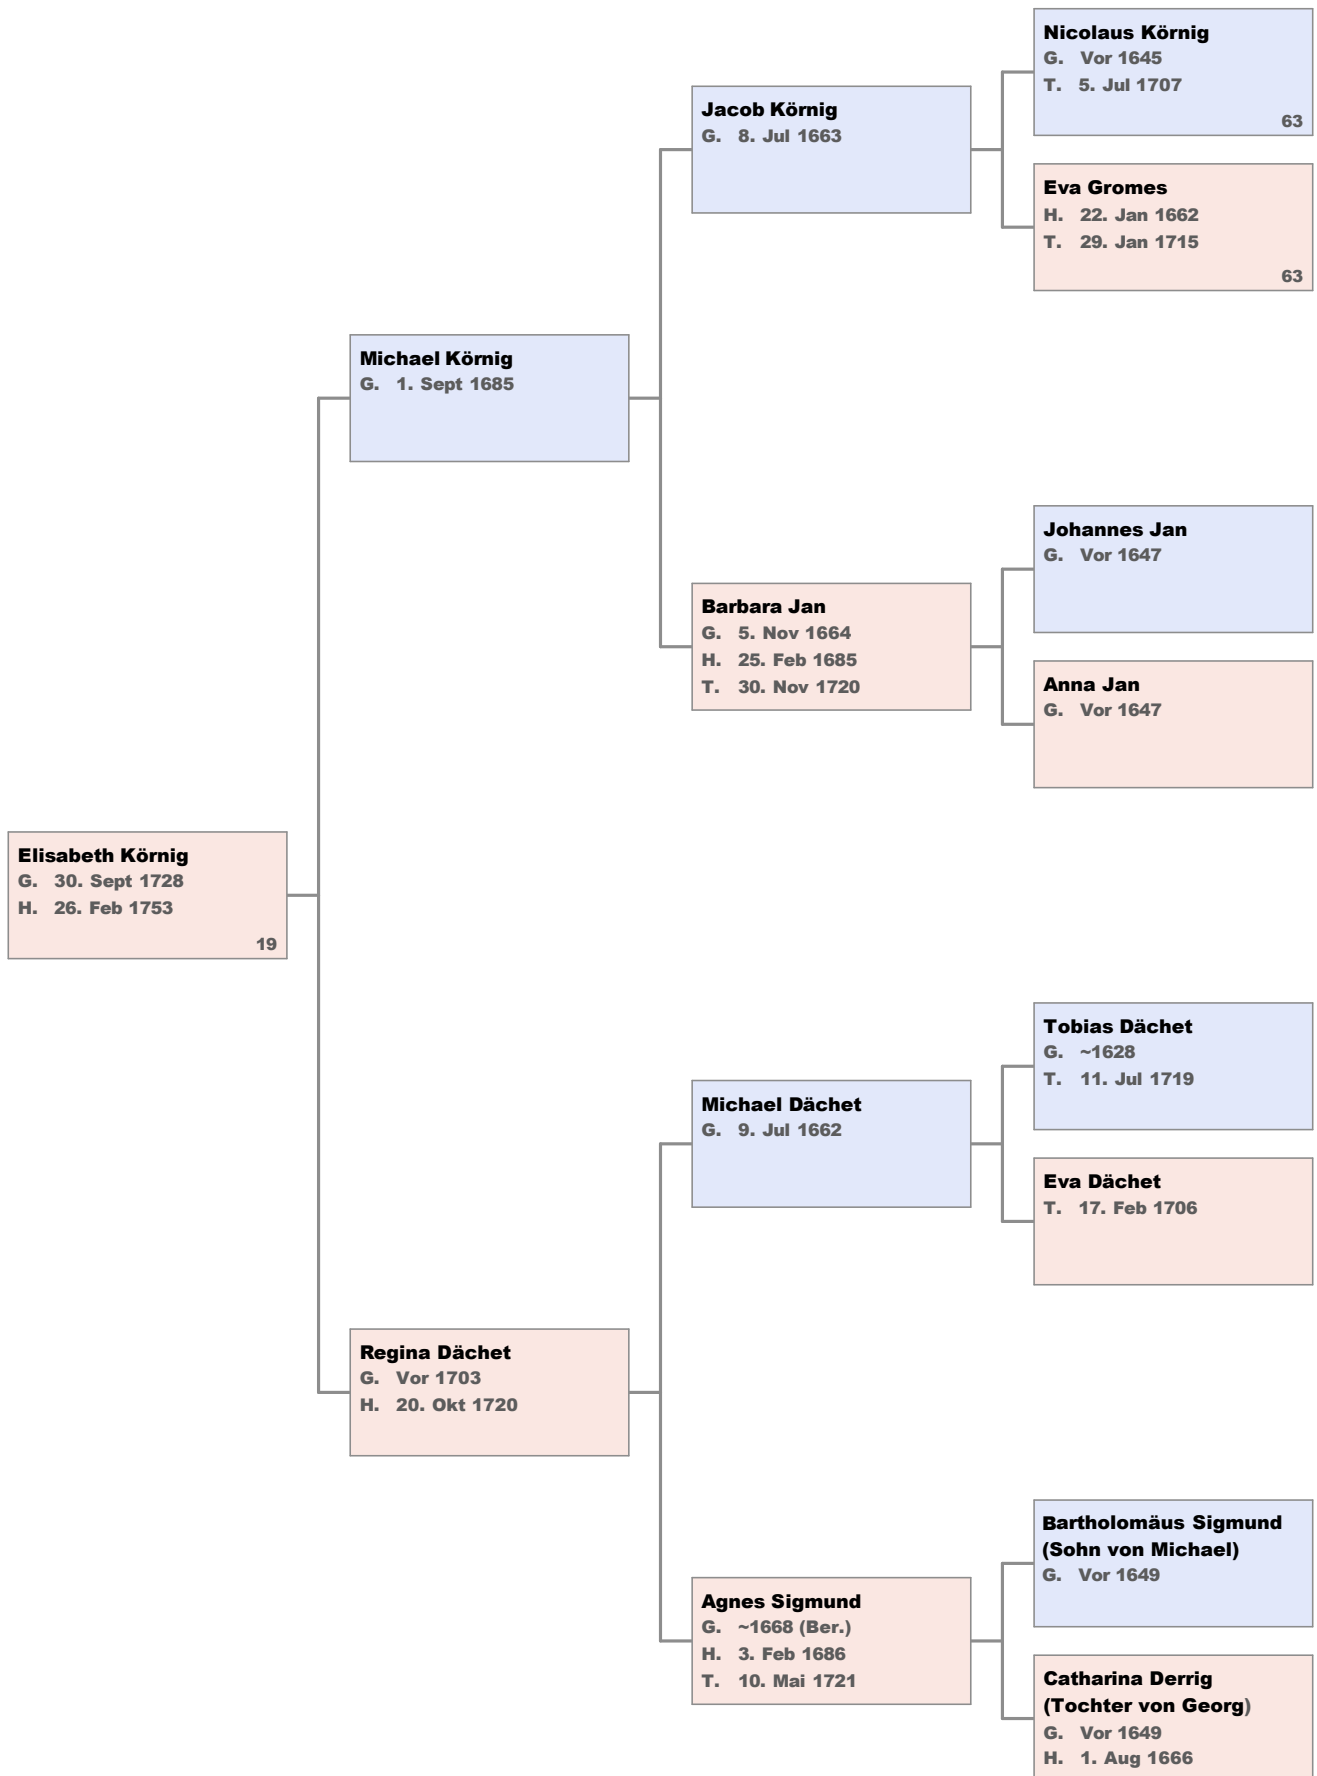 Nicolaus Körnig
G. Vor 1645
T. 5. Jul 1707
63
Jacob Körnig
G. 8. Jul 1663
Eva Gromes
H. 22. Jan 1662
T. 29. Jan 1715
63
Michael Körnig
G. 1. Sept 1685
Johannes Jan
G. Vor 1647
Barbara Jan
G. 5. Nov 1664
H. 25. Feb 1685
T. 30. Nov 1720
Anna Jan
G. Vor 1647
Elisabeth Körnig
G. 30. Sept 1728
H. 26. Feb 1753
19
Tobias Dächet
G. ~1628
T. 11. Jul 1719
Michael Dächet
G. 9. Jul 1662
Eva Dächet
T. 17. Feb 1706
Regina Dächet
G. Vor 1703
H. 20. Okt 1720
Bartholomäus Sigmund
(Sohn von Michael)
G. Vor 1649
Agnes Sigmund
G. ~1668 (Ber.)
H. 3. Feb 1686
T. 10. Mai 1721
Catharina Derrig
(Tochter von Georg)
G. Vor 1649
H. 1. Aug 1666